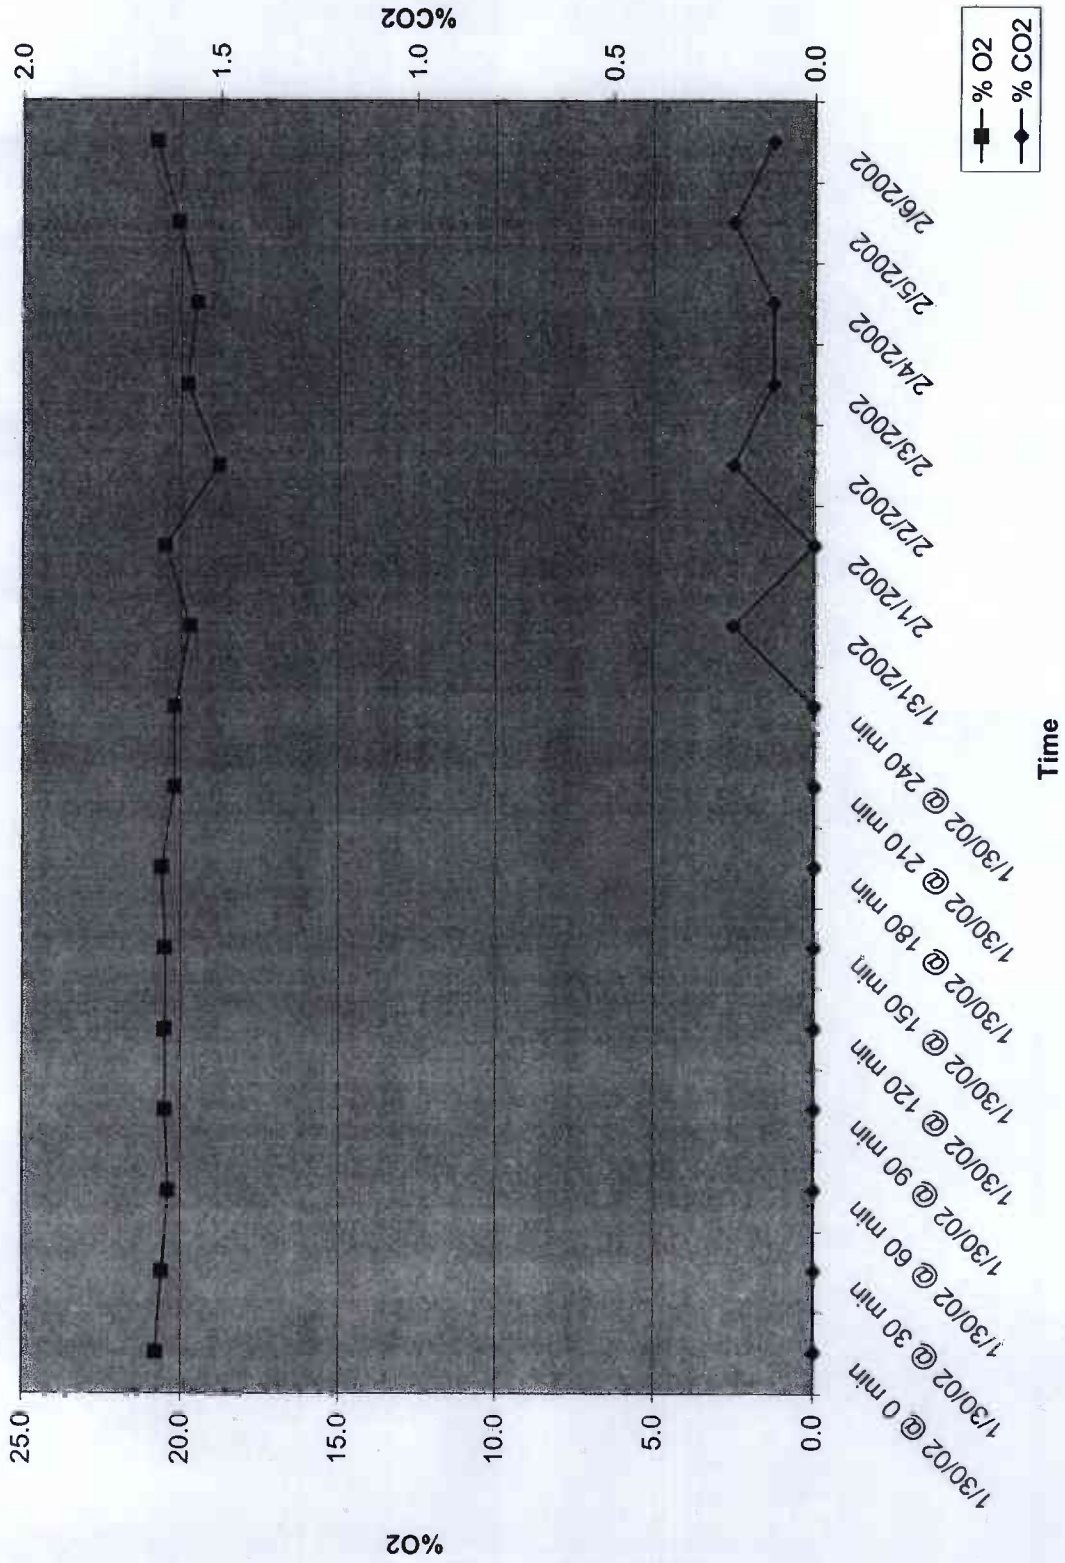 %O2
25.0
20.0
15.0
10.0
5.0
0.0
%CO2
2.0
1.5
1.0
0.5
0.0
1/30/02 @ 0 min
1/30/02 @ 30 min
1/30/02 @ 60 min
1/30/02 @ 90 min
1/30/02 @ 120 min
1/30/02 @ 150 min
1/30/02 @ 180 min
1/30/02 @ 210 min
1/30/02 @ 240 min
1/31/2002
2/1/2002
2/2/2002
2/3/2002
2/4/2002
2/5/2002
2/6/2002
Time
% O2
% CO2